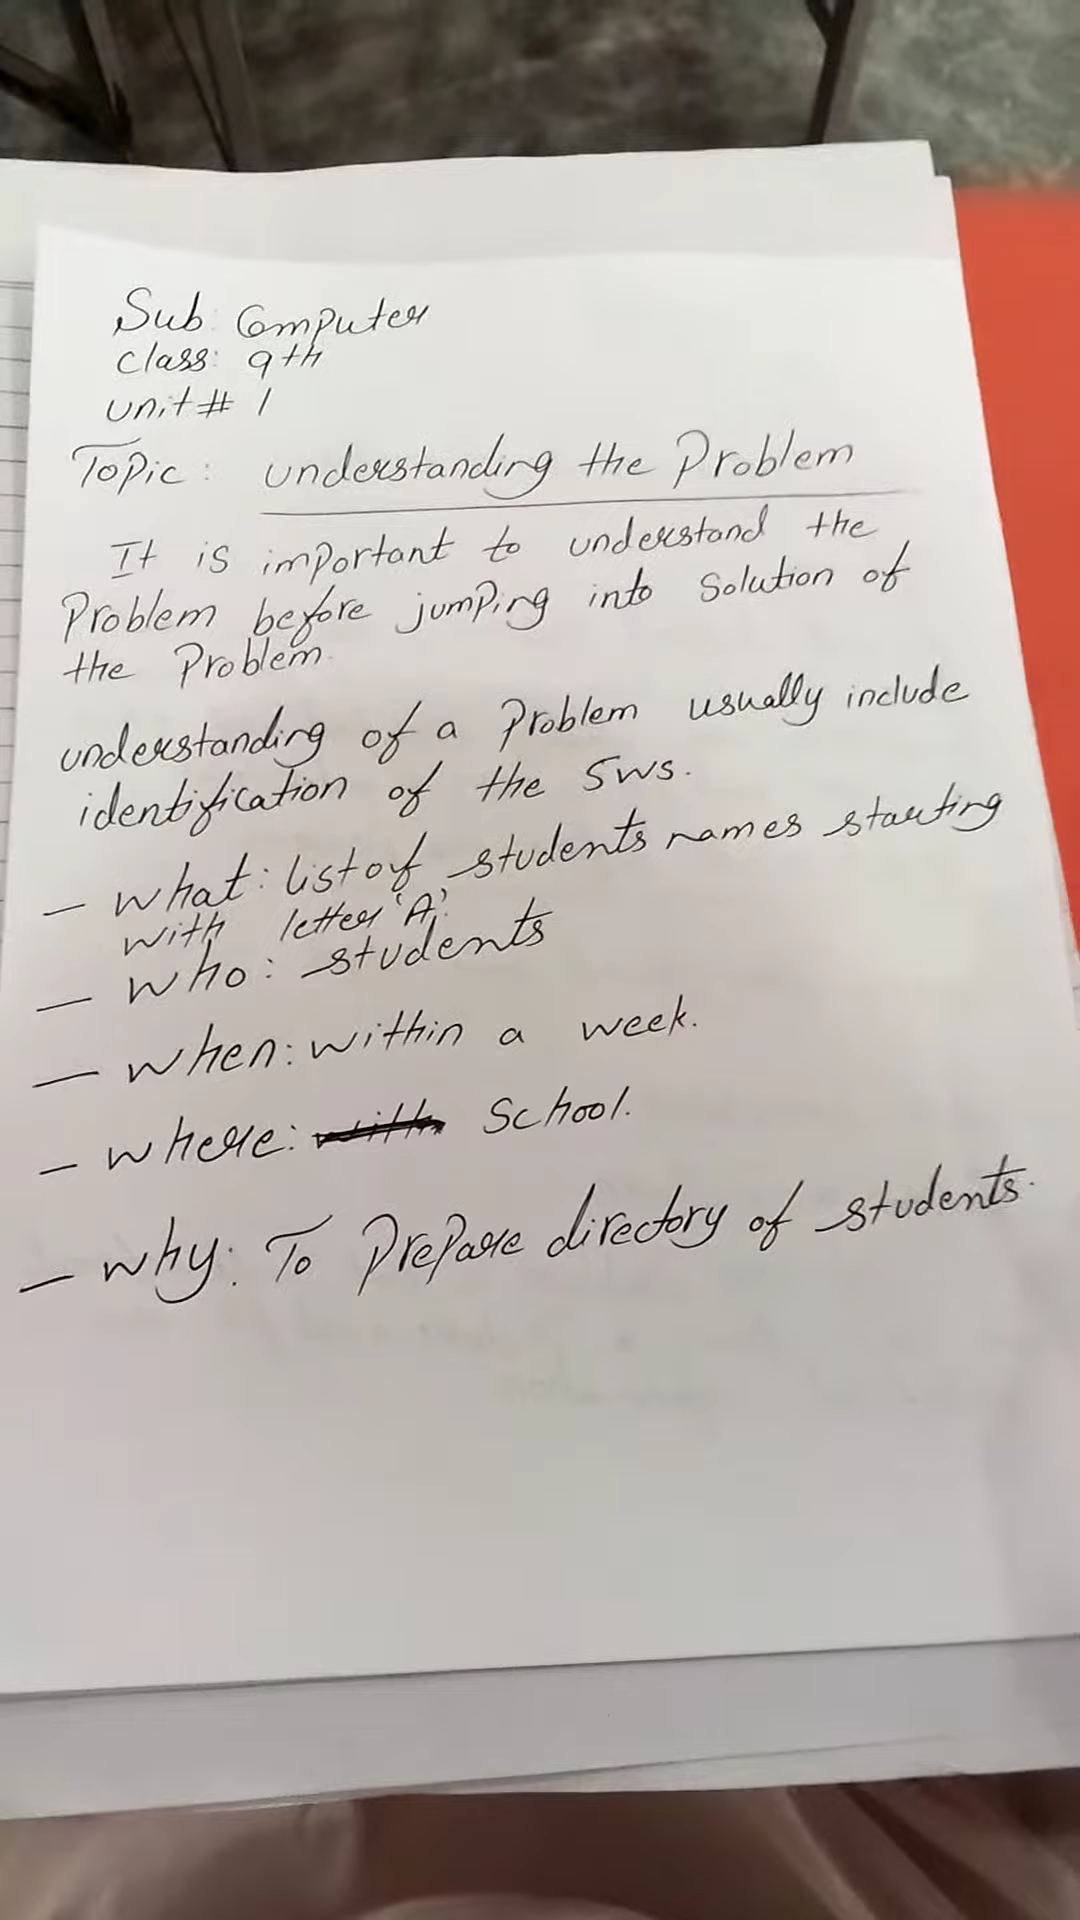 Sub: Computer
class: 9th
unit # 1
Topic: understanding the Problem
It is important to understand the
Problem before jumping into Solution of
the Problem.
understanding of a Problem usually include
identification of the 5ws.
— what: list of students names starting
with letter 'A'.
— who: students
— when: within a week.
— where: School.
— why: To Prepare directory of students.